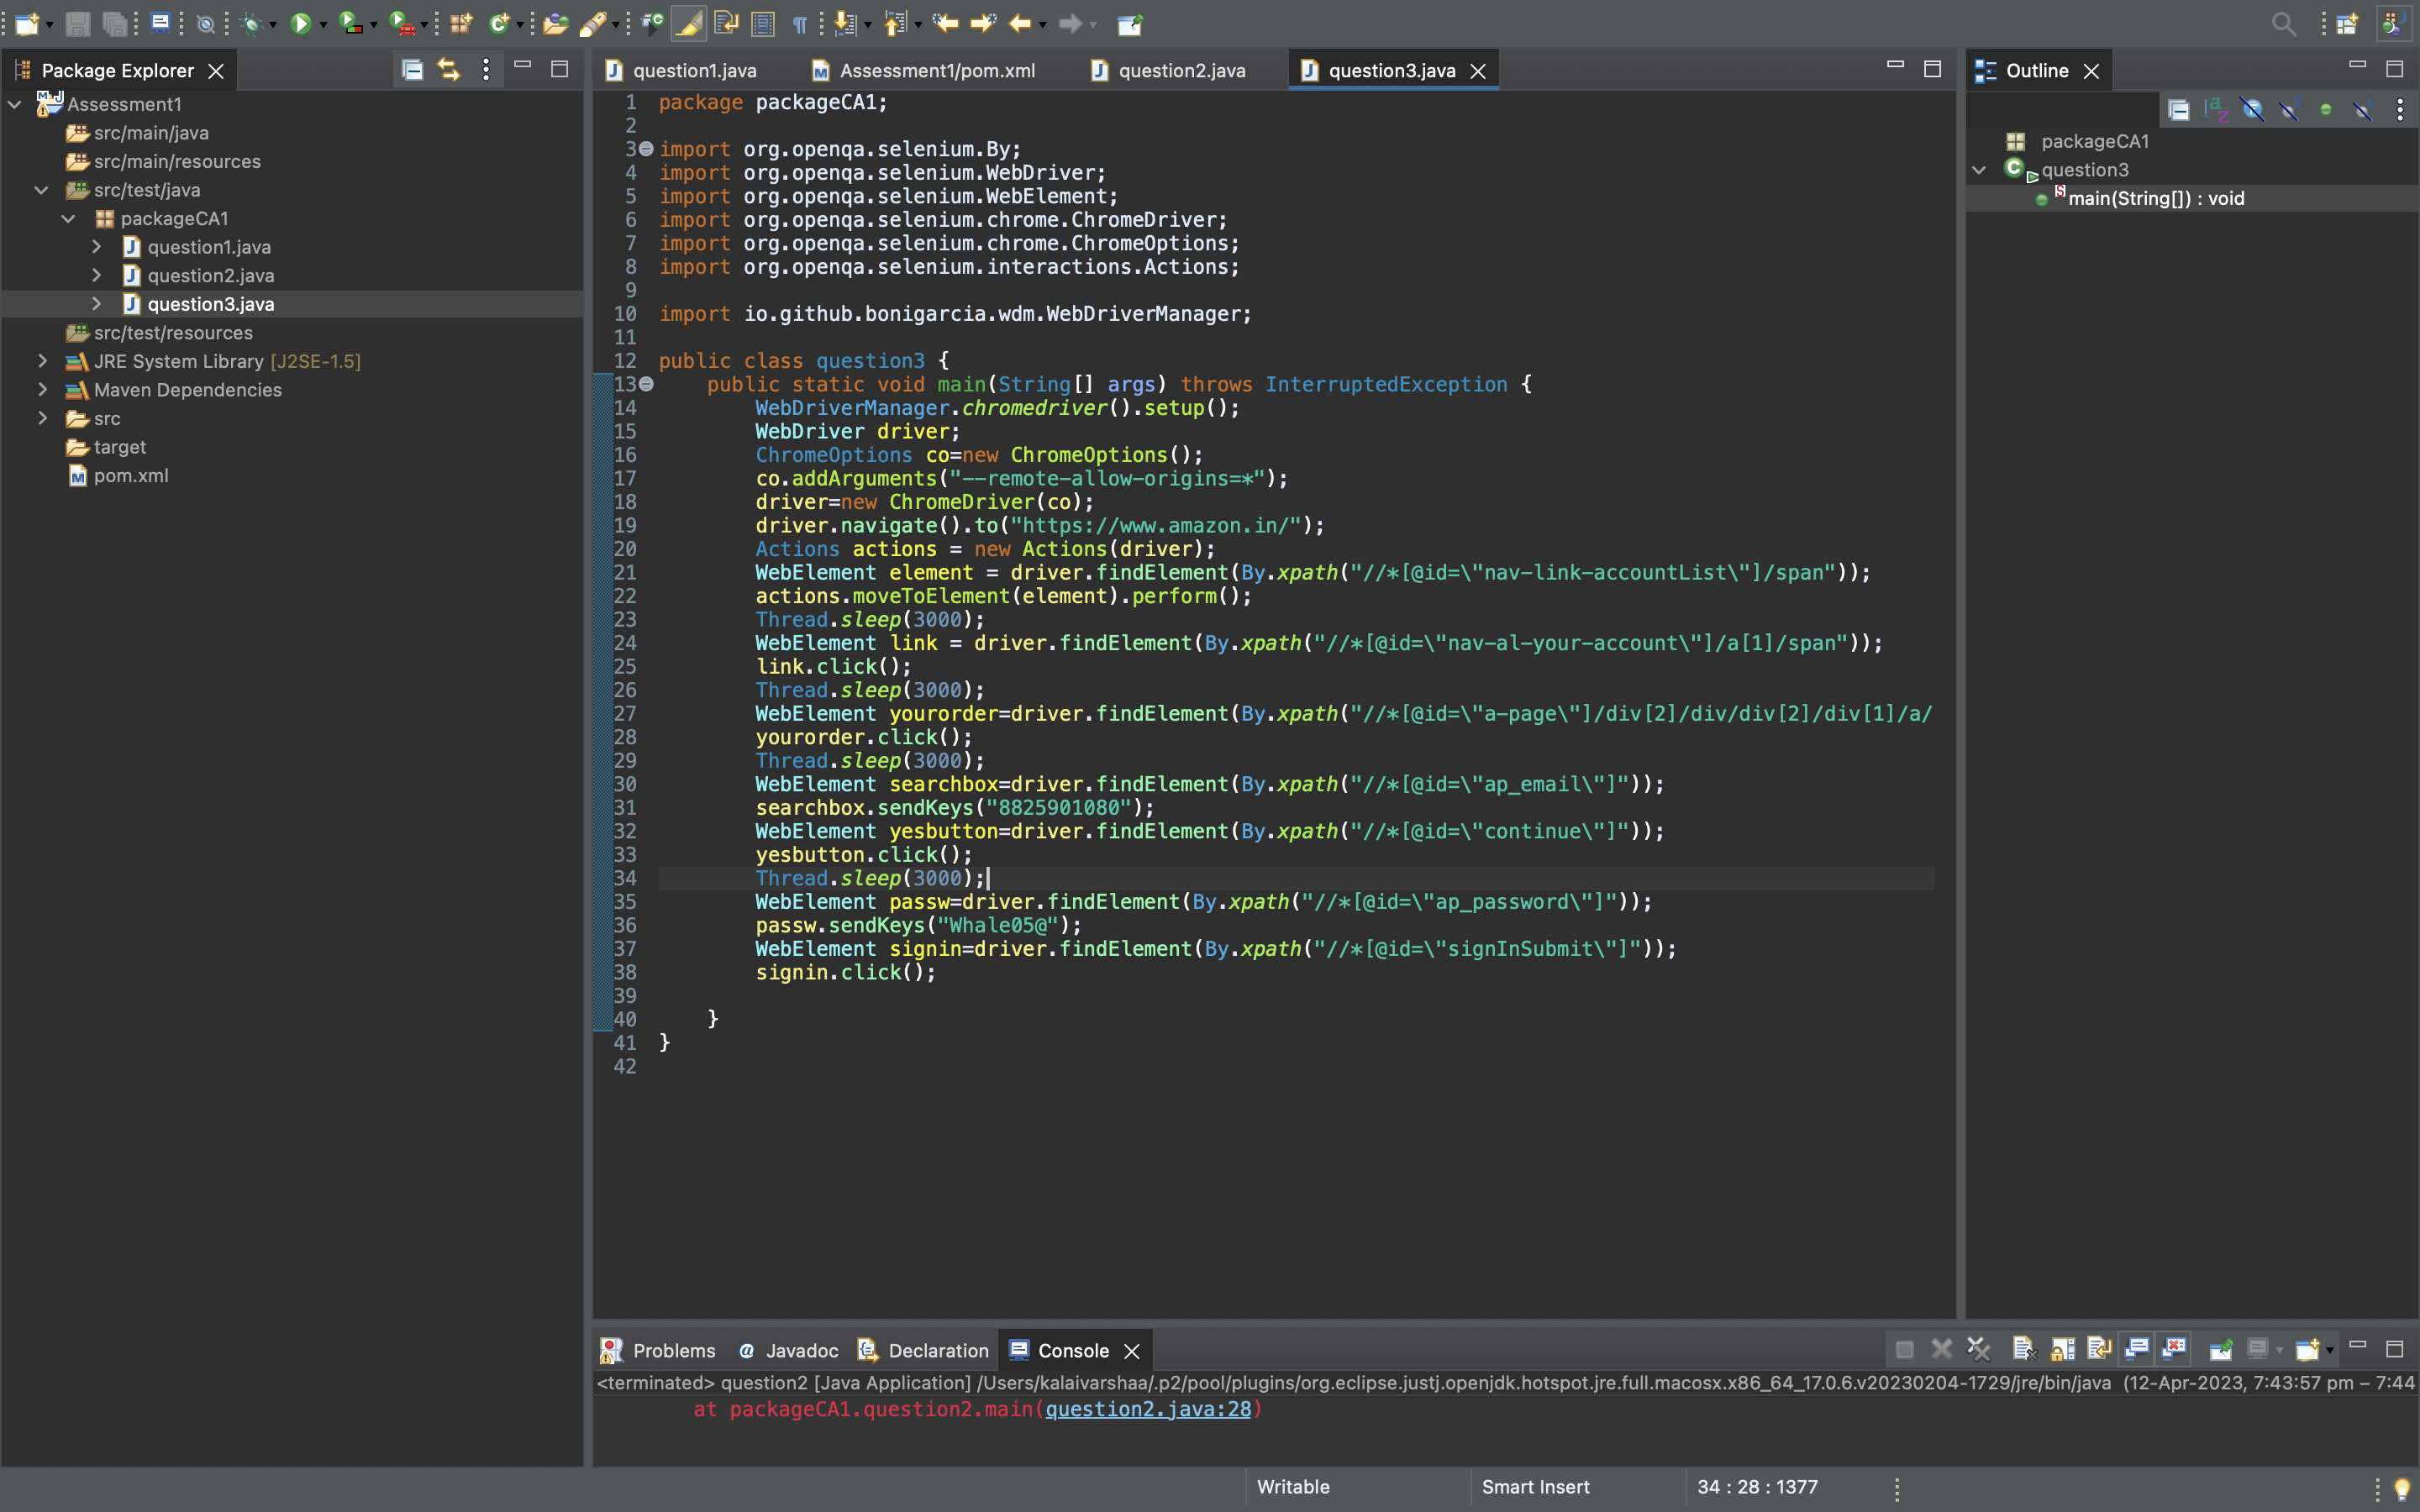 Package Explorer
Assessment1
src/main/java
src/main/resources
src/test/java
packageCA1
question1.java
question2.java
question3.java
src/test/resources
JRE System Library [J2SE-1.5]
Maven Dependencies
src
target
pom.xml
question1.java
Assessment1/pom.xml
question2.java
question3.java
1 package packageCA1;
2
3 import org.openqa.selenium.By;
4 import org.openqa.selenium.WebDriver;
5 import org.openqa.selenium.WebElement;
6 import org.openqa.selenium.chrome.ChromeDriver;
7 import org.openqa.selenium.chrome.ChromeOptions;
8 import org.openqa.selenium.interactions.Actions;
9
10 import io.github.bonigarcia.wdm.WebDriverManager;
11
12 public class question3 {
13     public static void main(String[] args) throws InterruptedException {
14         WebDriverManager.chromedriver().setup();
15         WebDriver driver;
16         ChromeOptions co=new ChromeOptions();
17         co.addArguments("--remote-allow-origins=*");
18         driver=new ChromeDriver(co);
19         driver.navigate().to("https://www.amazon.in/");
20         Actions actions = new Actions(driver);
21         WebElement element = driver.findElement(By.xpath("//*[@id=\"nav-link-accountList\"]/span"));
22         actions.moveToElement(element).perform();
23         Thread.sleep(3000);
24         WebElement link = driver.findElement(By.xpath("//*[@id=\"nav-al-your-account\"]/a[1]/span"));
25         link.click();
26         Thread.sleep(3000);
27         WebElement yourorder=driver.findElement(By.xpath("//*[@id=\"a-page\"]/div[2]/div/div[2]/div[1]/a/
28         yourorder.click();
29         Thread.sleep(3000);
30         WebElement searchbox=driver.findElement(By.xpath("//*[@id=\"ap_email\"]"));
31         searchbox.sendKeys("8825901080");
32         WebElement yesbutton=driver.findElement(By.xpath("//*[@id=\"continue\"]"));
33         yesbutton.click();
34         Thread.sleep(3000);
35         WebElement passw=driver.findElement(By.xpath("//*[@id=\"ap_password\"]"));
36         passw.sendKeys("Whale05@");
37         WebElement signin=driver.findElement(By.xpath("//*[@id=\"signInSubmit\"]"));
38         signin.click();
39
40     }
41 }
42
Outline
packageCA1
question3
main(String[]) : void
Problems
Javadoc
Declaration
Console
<terminated> question2 [Java Application] /Users/kalaivarshaa/.p2/pool/plugins/org.eclipse.justj.openjdk.hotspot.jre.full.macosx.x86_64_17.0.6.v20230204-1729/jre/bin/java (12-Apr-2023, 7:43:57 pm – 7:44
at packageCA1.question2.main(question2.java:28)
Writable
Smart Insert
34 : 28 : 1377